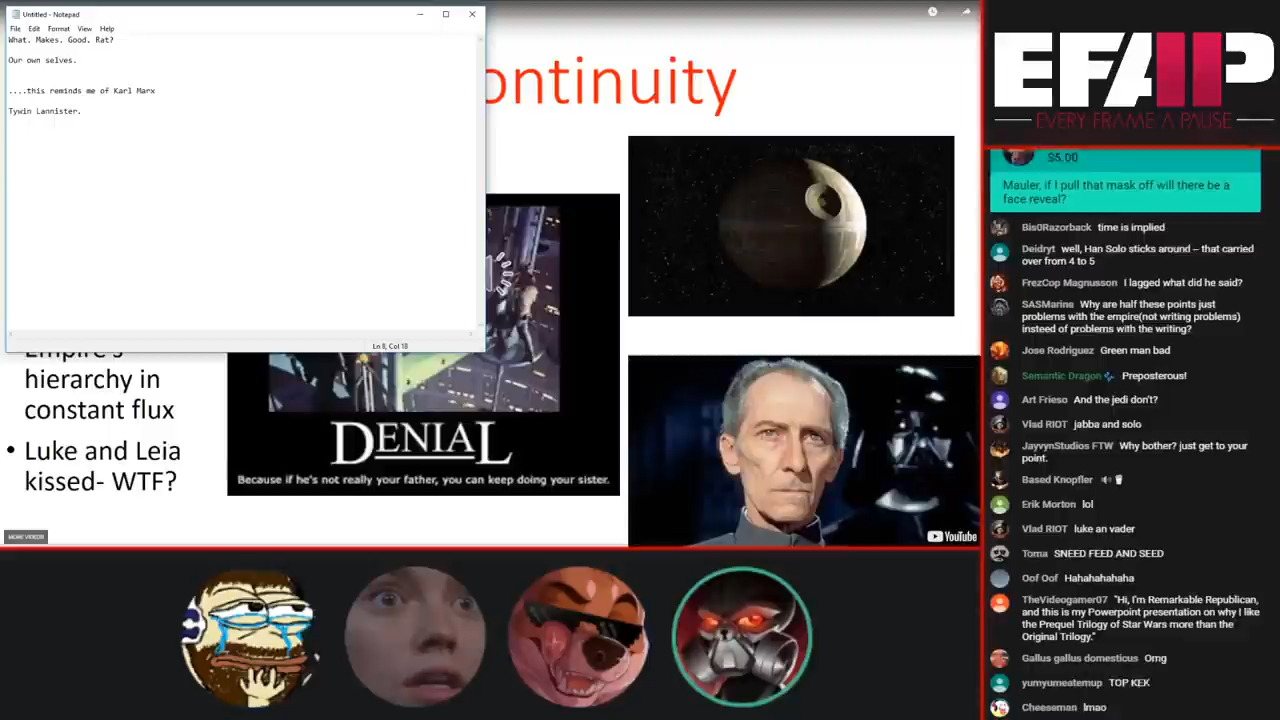 Untitled - Notepad
File Edit Format View Help
What. Makes. Good. Rat?
Our own selves.
....this reminds me of Karl Marx
Tywin Lannister.
Ln 8, Col 18
ontinuity
Empire's
hierarchy in
constant flux
• Luke and Leia
kissed- WTF?
DENIAL
Because if he's not really your father, you can keep doing your sister.
MORE VIDEOS
YouTube
EFAP
EVERY FRAME A PAUSE
$5.00
Mauler, if I pull that mask off will there be a
face reveal?
Bis0Razorback time is implied
Deidryt well, Han Solo sticks around -- that carried
over from 4 to 5
FrezCop Magnusson I lagged what did he said?
SASMarine Why are half these points just
problems with the empire(not writing problems)
insteed of problems with the writing?
Jose Rodriguez Green man bad
Semantic Dragon Preposterous!
Art Frieso And the jedi don't?
Vlad RIOT jabba and solo
JayvynStudios FTW Why bother? just get to your
point.
Based Knopfler
Erik Morton lol
Vlad RIOT luke an vader
Toma SNEED FEED AND SEED
Oof Oof Hahahahahaha
TheVideogamer07 "Hi, I'm Remarkable Republican,
and this is my Powerpoint presentation on why I like
the Prequel Trilogy of Star Wars more than the
Original Trilogy."
Gallus gallus domesticus Omg
yumyumeatemup TOP KEK
Cheeseman lmao